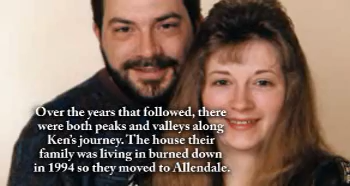 Over the years that followed, there
were both peaks and valleys along
Ken's journey. The house their
family was living in burned down
in 1994 so they moved to Allendale.